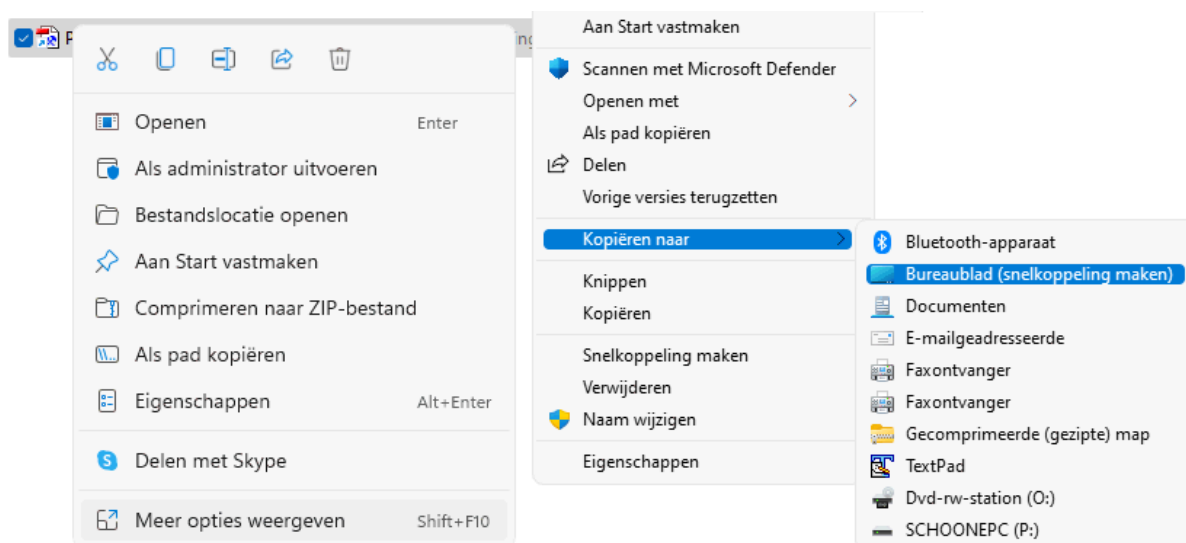 Openen Enter
Als administrator uitvoeren
Bestandslocatie openen
Aan Start vastmaken
Comprimeren naar ZIP-bestand
Als pad kopiëren
Eigenschappen Alt+Enter
Delen met Skype
Meer opties weergeven Shift+F10
Aan Start vastmaken
Scannen met Microsoft Defender
Openen met
Als pad kopiëren
Delen
Vorige versies terugzetten
Kopiëren naar
Knippen
Kopiëren
Snelkoppeling maken
Verwijderen
Naam wijzigen
Eigenschappen
Bluetooth-apparaat
Bureaublad (snelkoppeling maken)
Documenten
E-mailgeadresseerde
Faxontvanger
Faxontvanger
Gecomprimeerde (gezipte) map
TextPad
Dvd-rw-station (O:)
SCHOONEPC (P:)